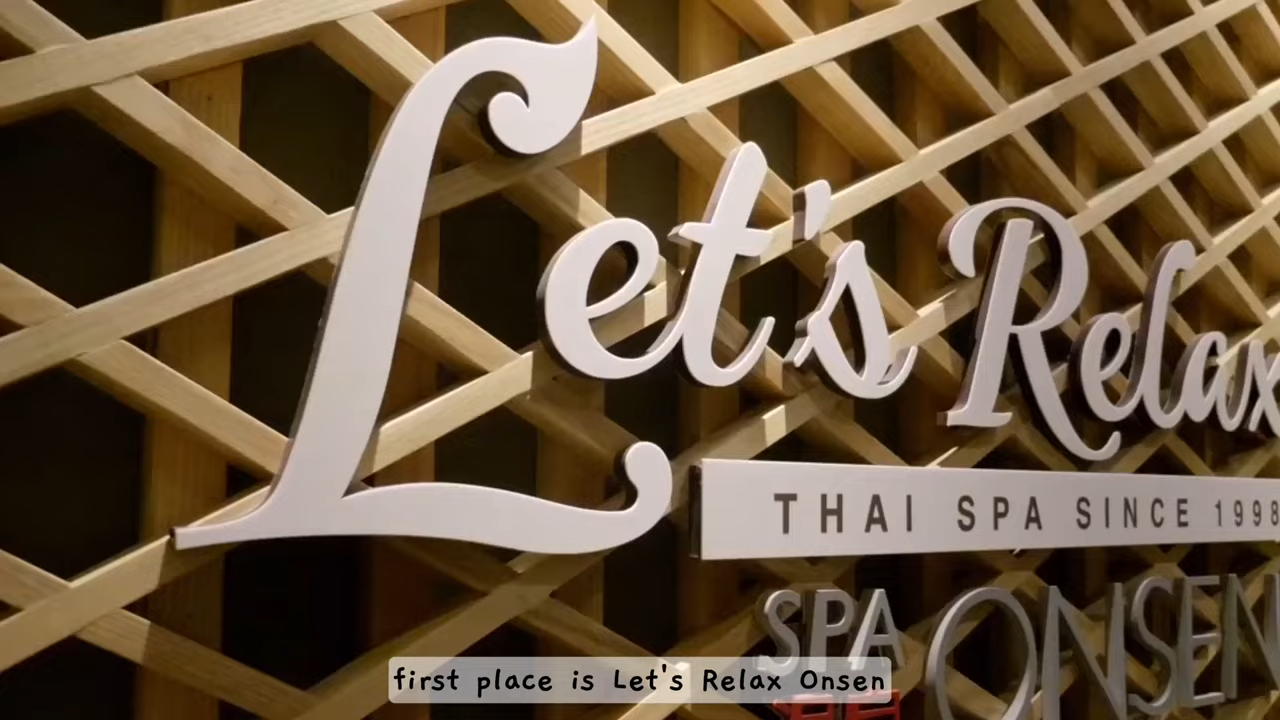 Let's Relax
THAI SPA SINCE 1998
SPA ONSEN
first place is Let's Relax Onsen